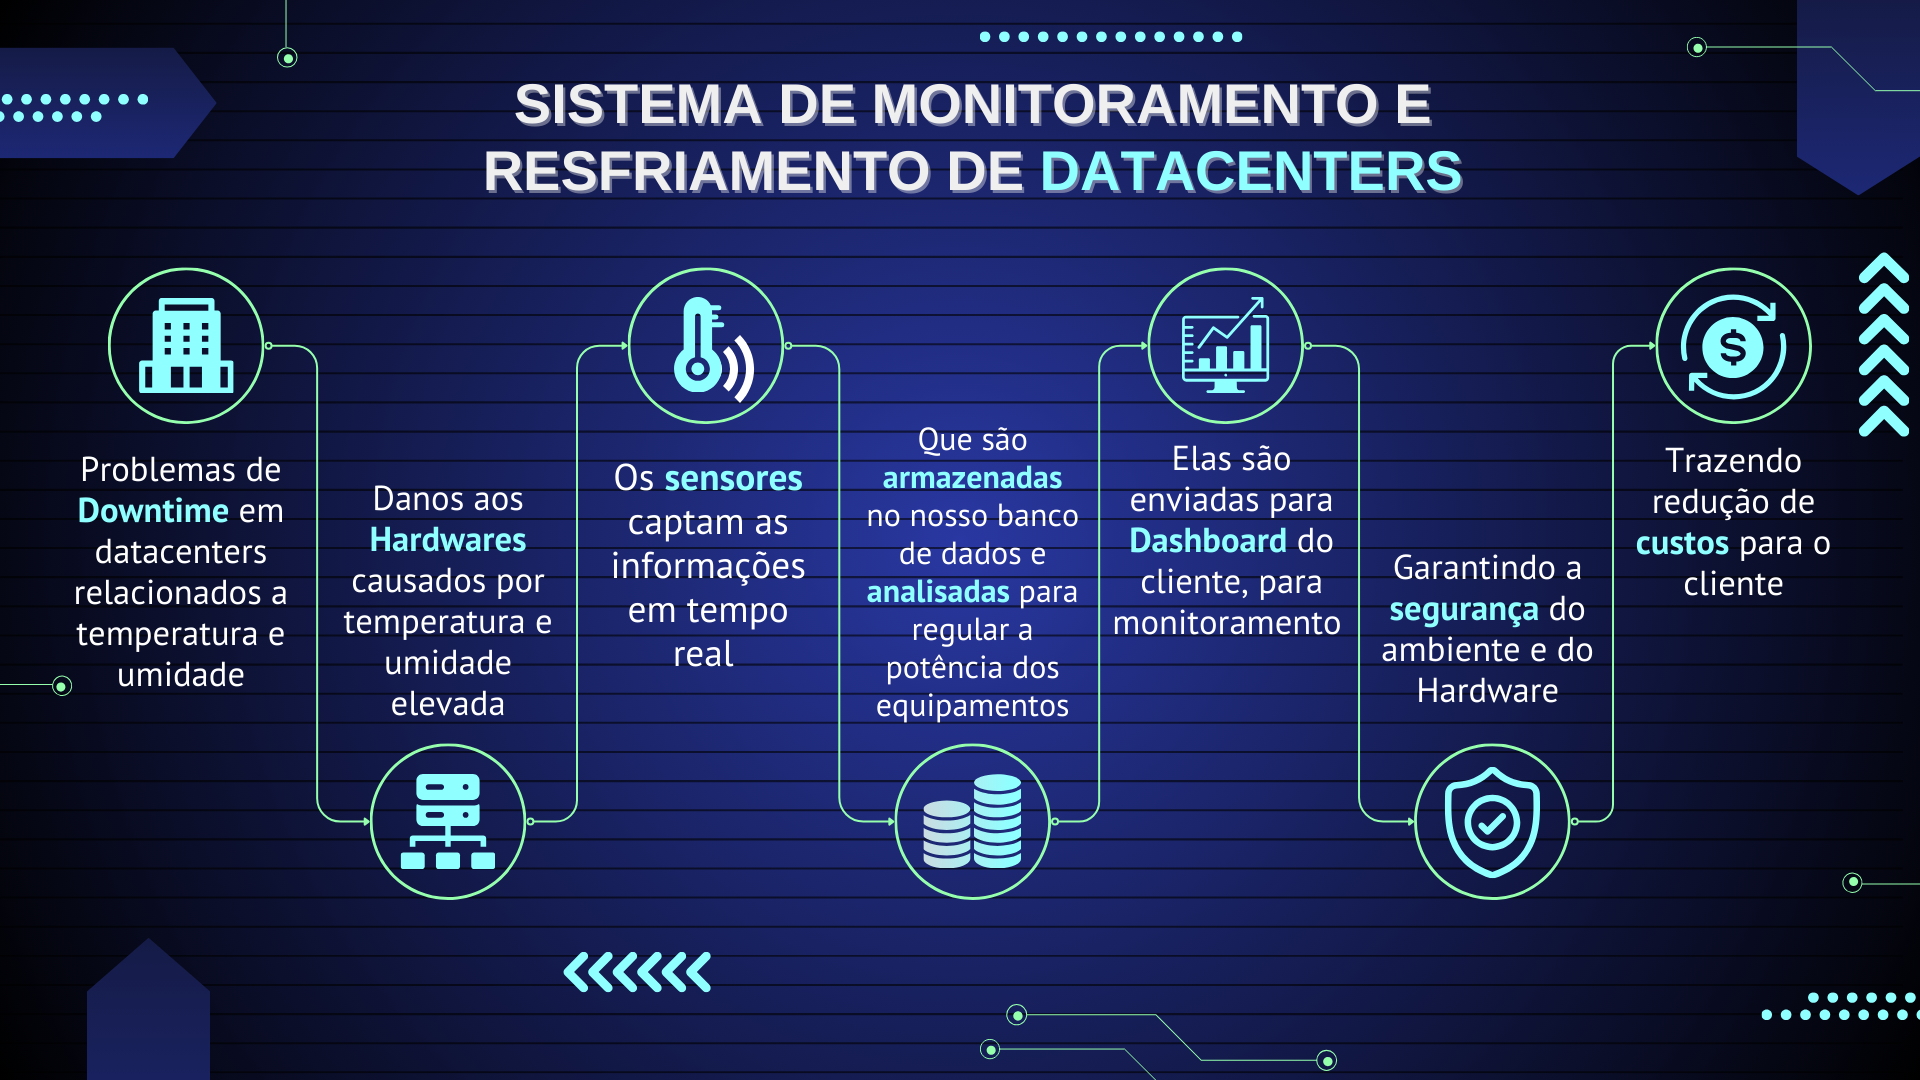 SISTEMA DE MONITORAMENTO E
RESFRIAMENTO DE DATACENTERS
Problemas de
Downtime em
datacenters
relacionados a
temperatura e
umidade
Danos aos
Hardwares
causados por
temperatura e
umidade
elevada
Os sensores
captam as
informações
em tempo
real
Que são
armazenadas
no nosso banco
de dados e
analisadas para
regular a
potência dos
equipamentos
Elas são
enviadas para
Dashboard do
cliente, para
monitoramento
Garantindo a
segurança do
ambiente e do
Hardware
Trazendo
redução de
custos para o
cliente